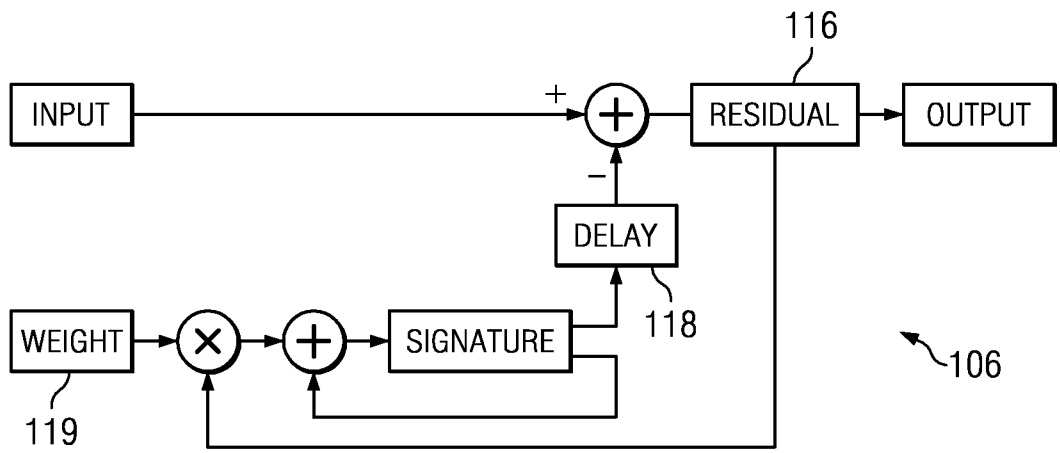 116
INPUT
+
+
RESIDUAL
OUTPUT
−
DELAY
118
WEIGHT
×
+
SIGNATURE
119
106